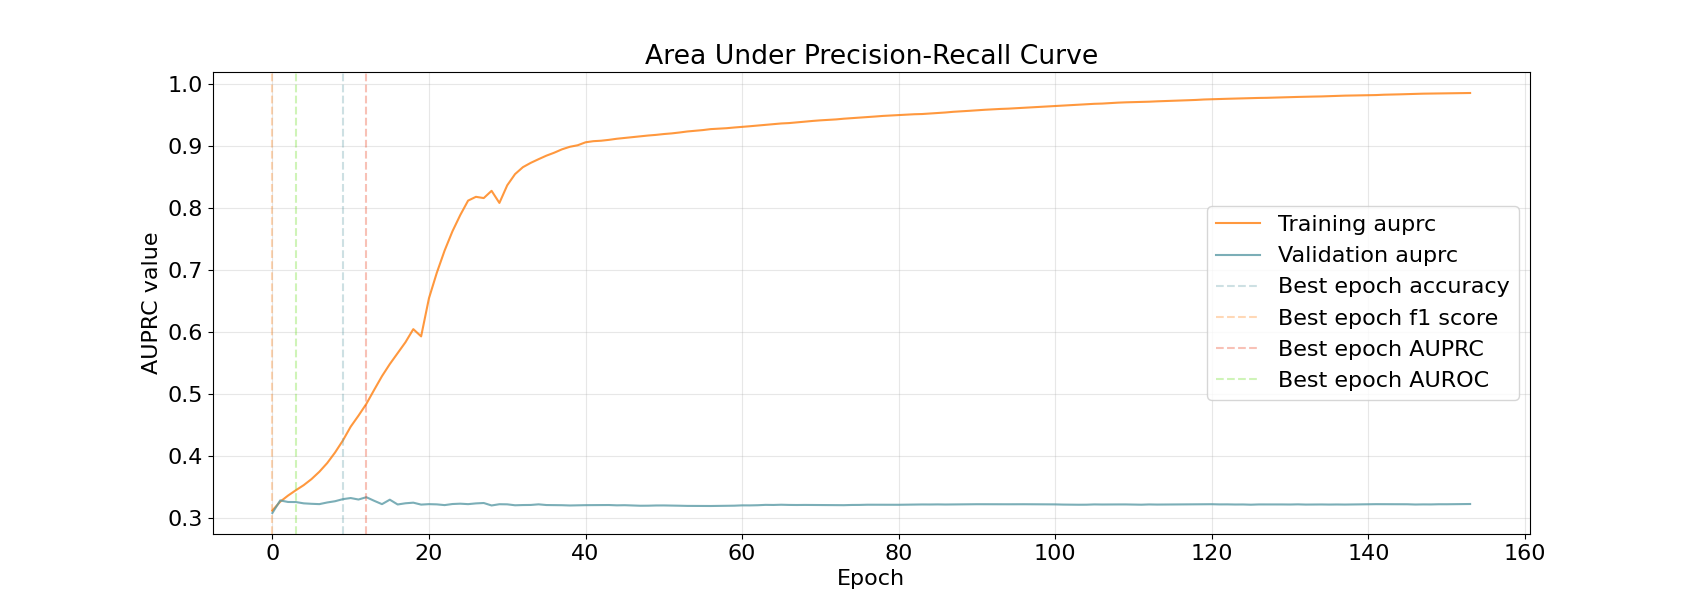 Area Under Precision-Recall Curve
AUPRC value
1.0
0.9
0.8
0.7
0.6
0.5
0.4
0.3
Training auprc
Validation auprc
Best epoch accuracy
Best epoch f1 score
Best epoch AUPRC
Best epoch AUROC
0 20 40 60 80 100 120 140 160
Epoch